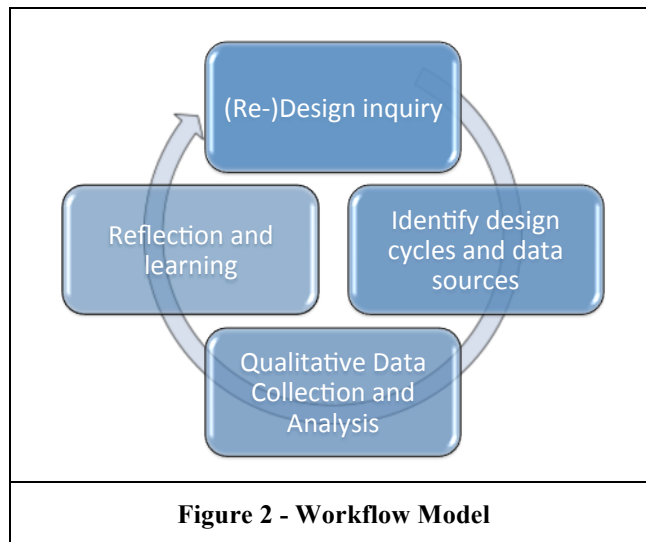 (Re-)Design inquiry
Identify design
cycles and data
sources
Qualitative Data
Collection and
Analysis
Reflection and
learning
Figure 2 - Workflow Model